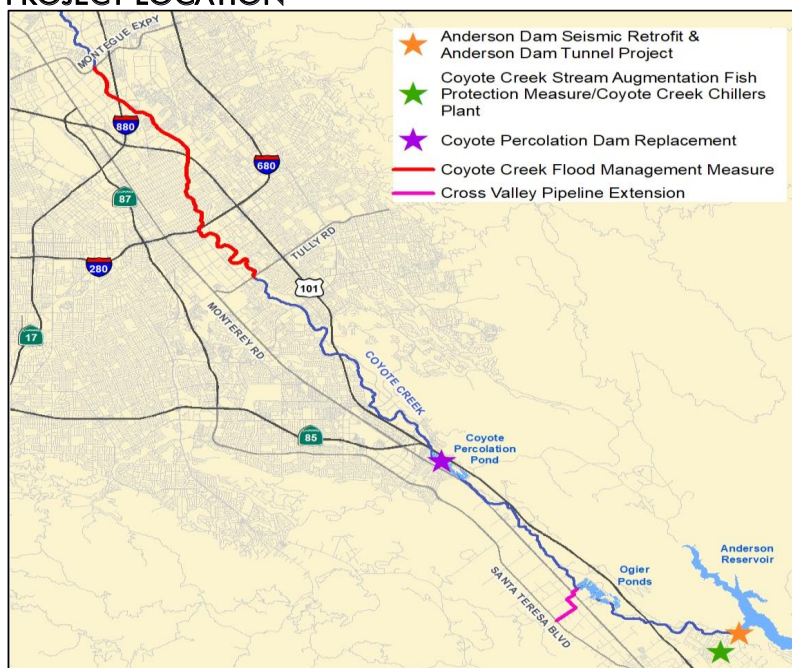 PROJECT LOCATION
MONTEGUE EXPY
Anderson Dam Seismic Retrofit &
Anderson Dam Tunnel Project
Coyote Creek Stream Augmentation Fish
Protection Measure/Coyote Creek Chillers
Plant
Coyote Percolation Dam Replacement
Coyote Creek Flood Management Measure
Cross Valley Pipeline Extension
880
680
87
TULLY RD
280
101
17
MONTEREY RD
COYOTE CREEK
85
Coyote
Percolation
Pond
Ogier
Ponds
Anderson
Reservoir
SANTA TERESA BLVD